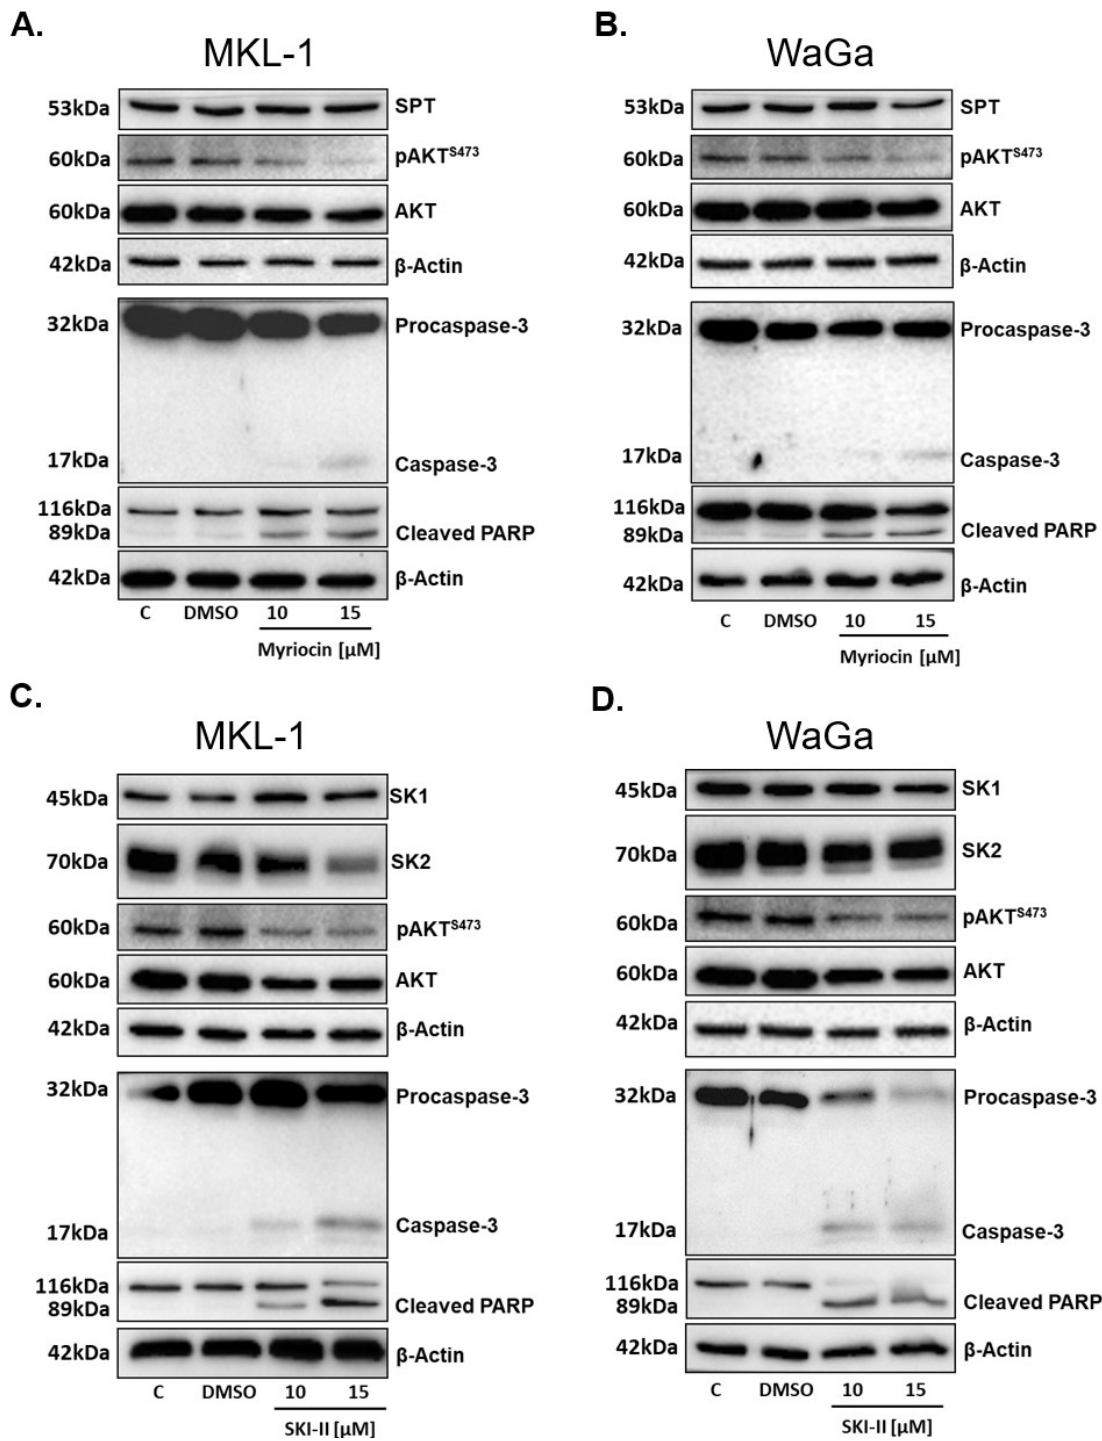 A.
MKL-1
53kDa SPT
60kDa pAKTS473
60kDa AKT
42kDa β-Actin
32kDa Procaspase-3
17kDa Caspase-3
116kDa
89kDa Cleaved PARP
42kDa β-Actin
C DMSO 10 15
Myriocin [µM]
B.
WaGa
53kDa SPT
60kDa pAKTS473
60kDa AKT
42kDa β-Actin
32kDa Procaspase-3
17kDa Caspase-3
116kDa
89kDa Cleaved PARP
42kDa β-Actin
C DMSO 10 15
Myriocin [µM]
C.
MKL-1
45kDa SK1
70kDa SK2
60kDa pAKTS473
60kDa AKT
42kDa β-Actin
32kDa Procaspase-3
17kDa Caspase-3
116kDa
89kDa Cleaved PARP
42kDa β-Actin
C DMSO 10 15
SKI-II [µM]
D.
WaGa
45kDa SK1
70kDa SK2
60kDa pAKTS473
60kDa AKT
42kDa β-Actin
32kDa Procaspase-3
17kDa Caspase-3
116kDa
89kDa Cleaved PARP
42kDa β-Actin
C DMSO 10 15
SKI-II [µM]